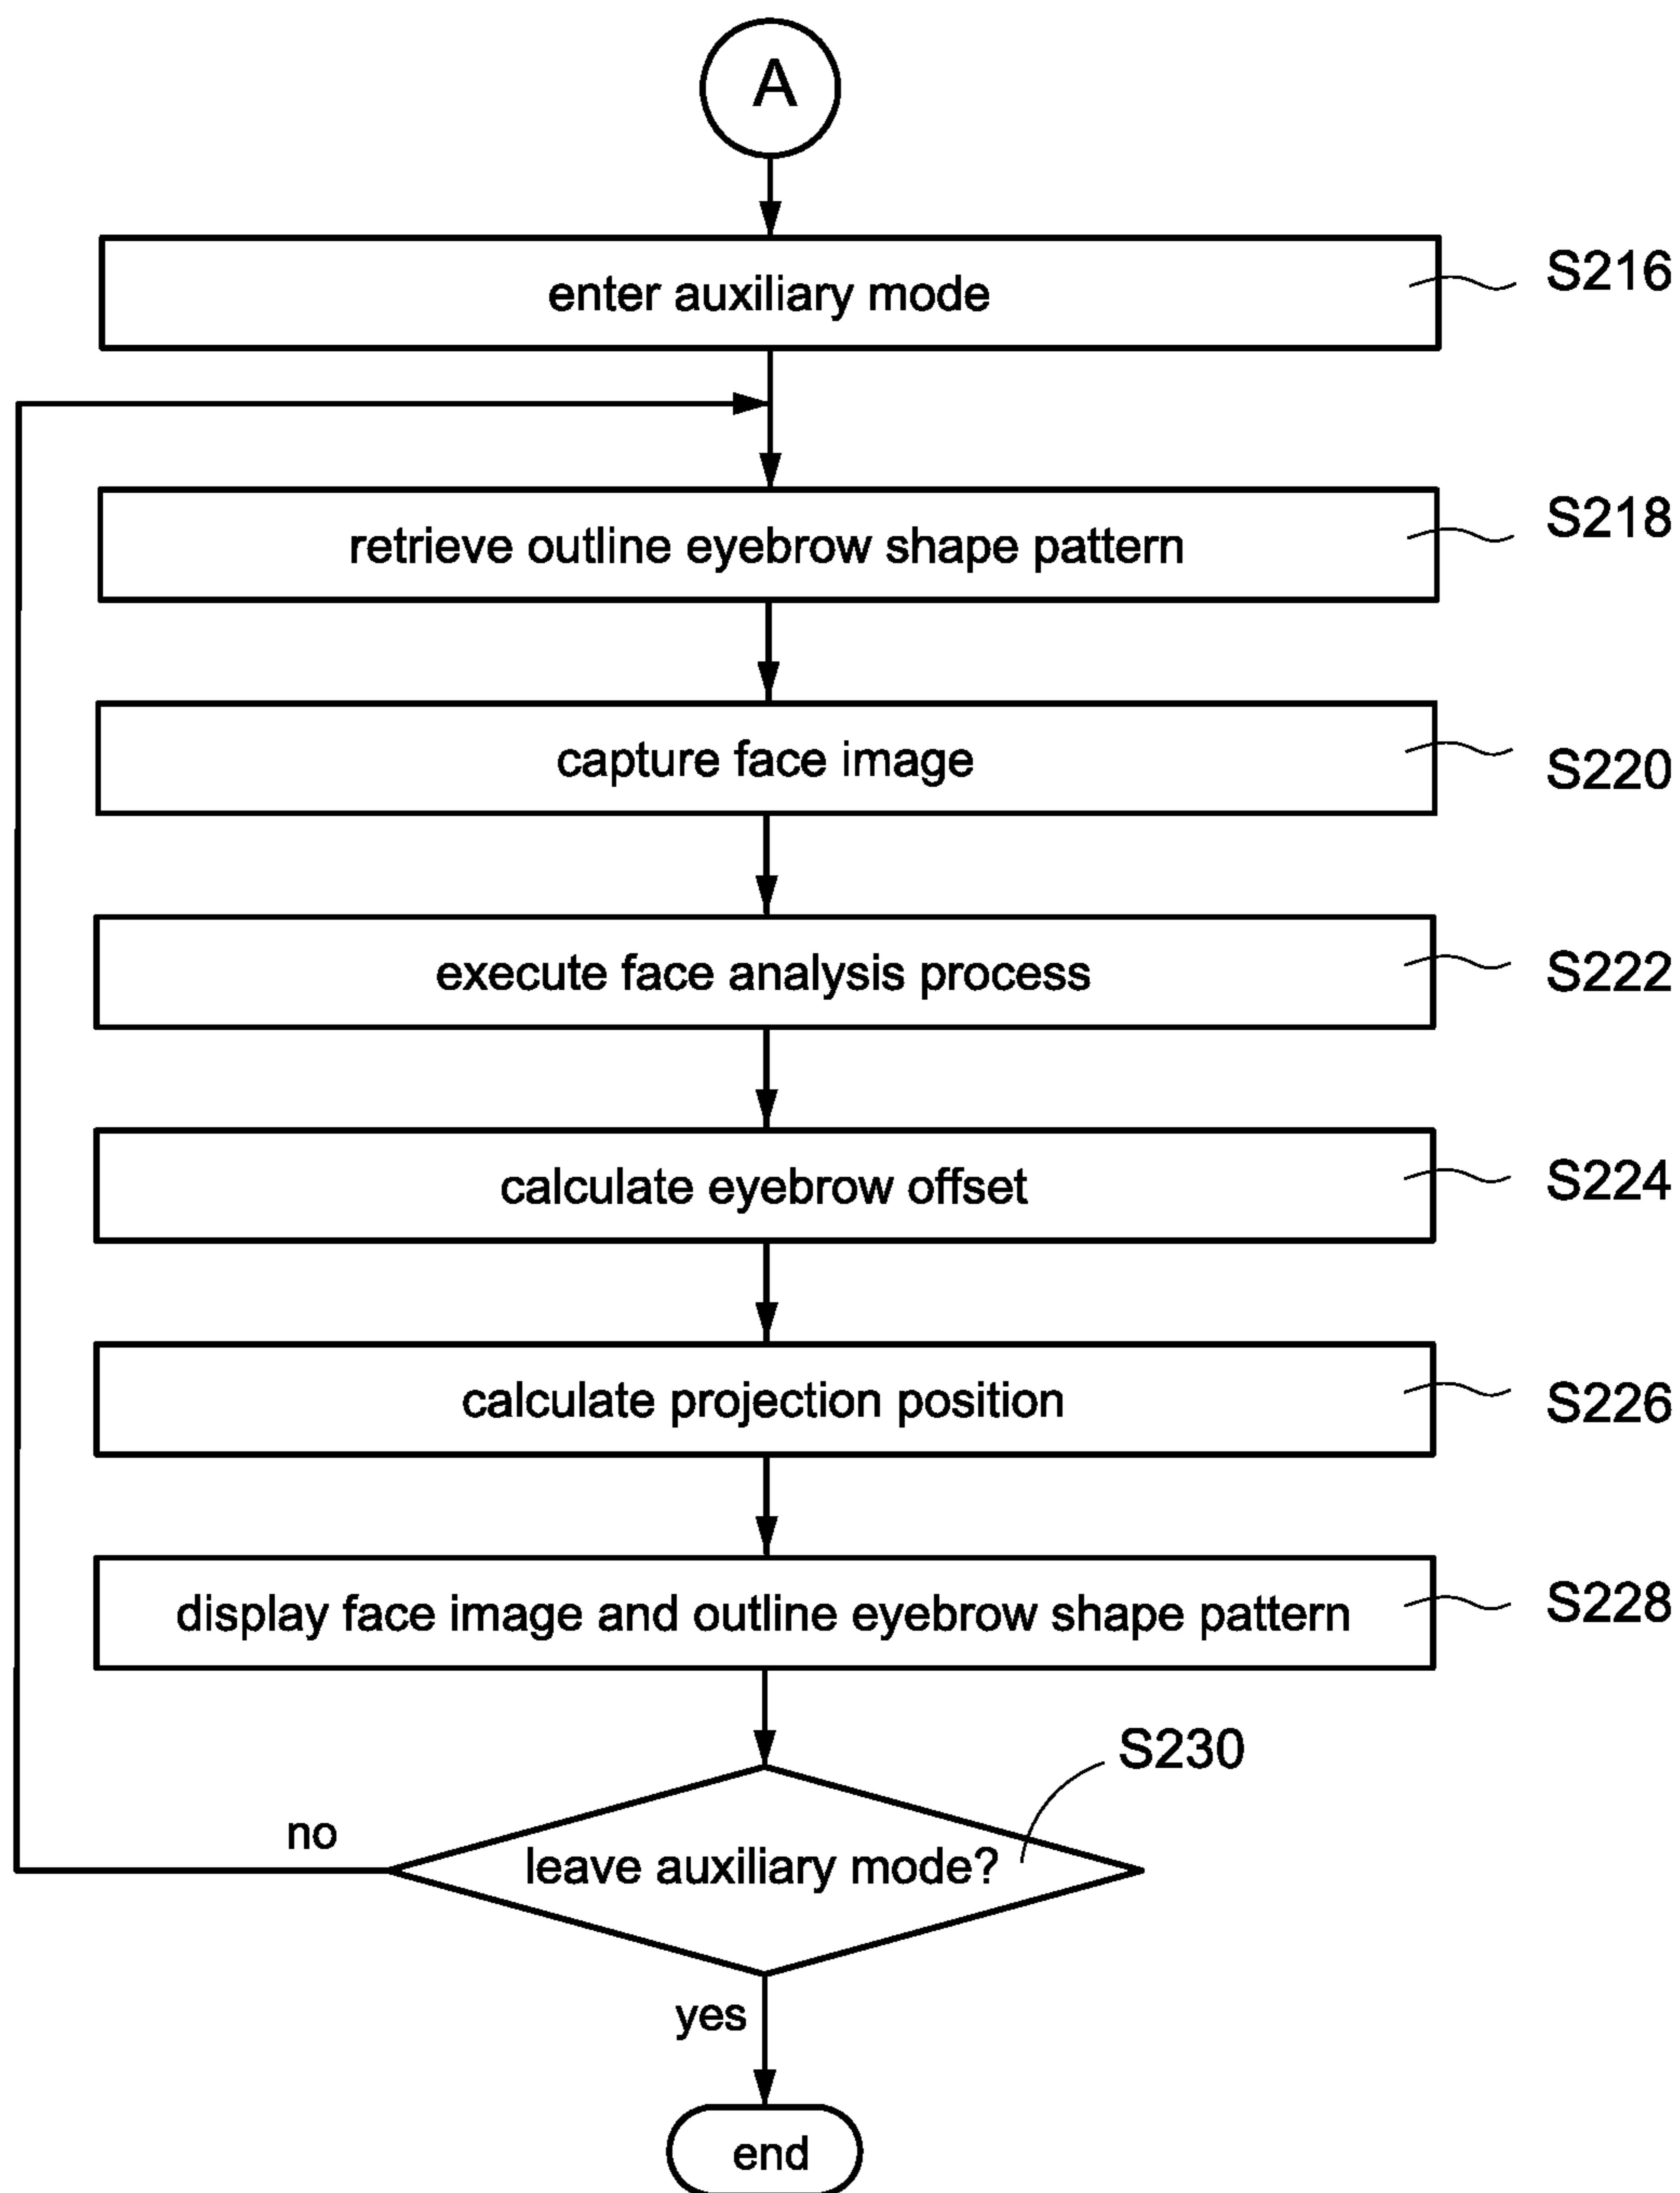 A
enter auxiliary mode
S216
retrieve outline eyebrow shape pattern
S218
capture face image
S220
execute face analysis process
S222
calculate eyebrow offset
S224
calculate projection position
S226
display face image and outline eyebrow shape pattern
S228
S230
no
leave auxiliary mode?
yes
end